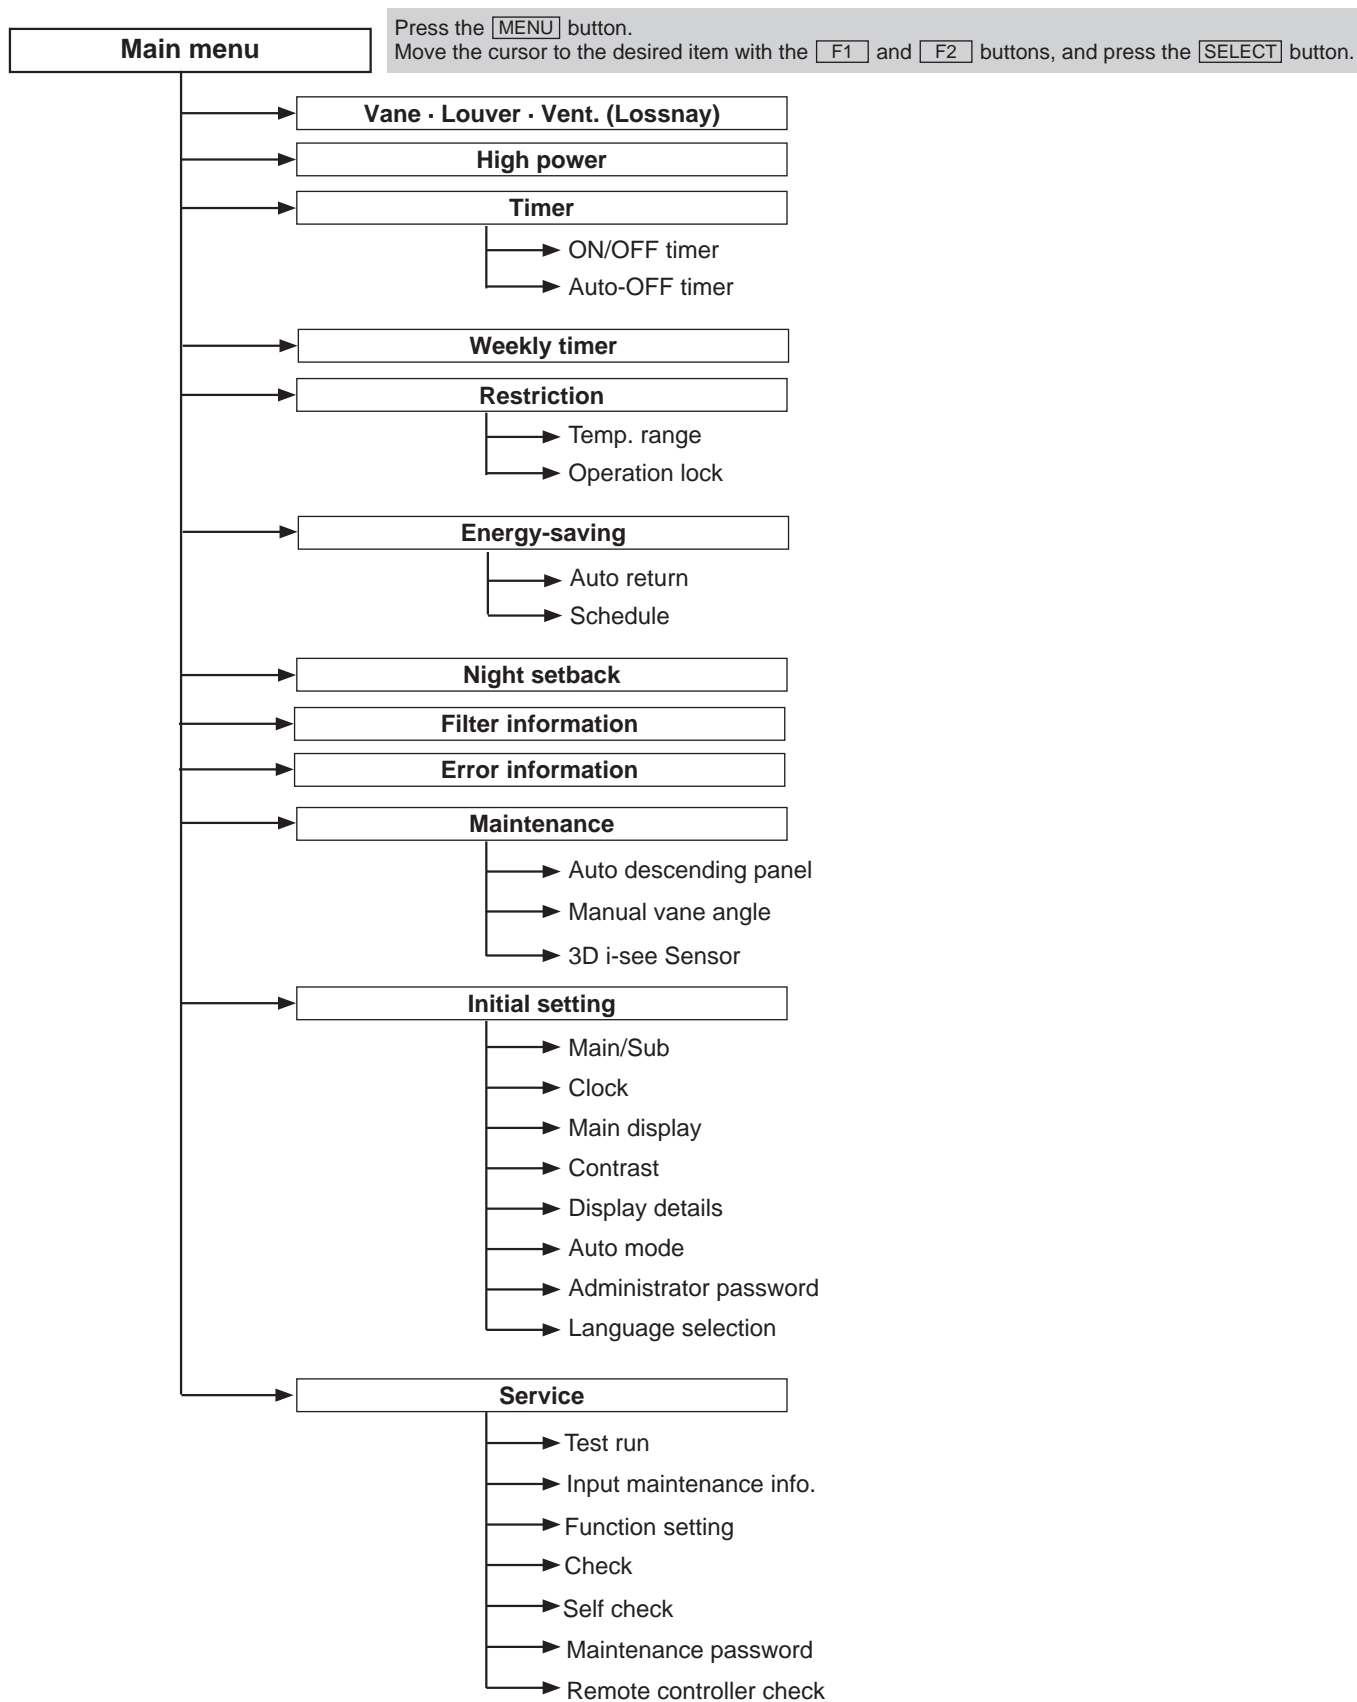 Main menu
Press the MENU button.
Move the cursor to the desired item with the F1 and F2 buttons, and press the SELECT button.
Vane · Louver · Vent. (Lossnay)
High power
Timer
ON/OFF timer
Auto-OFF timer
Weekly timer
Restriction
Temp. range
Operation lock
Energy-saving
Auto return
Schedule
Night setback
Filter information
Error information
Maintenance
Auto descending panel
Manual vane angle
3D i-see Sensor
Initial setting
Main/Sub
Clock
Main display
Contrast
Display details
Auto mode
Administrator password
Language selection
Service
Test run
Input maintenance info.
Function setting
Check
Self check
Maintenance password
Remote controller check